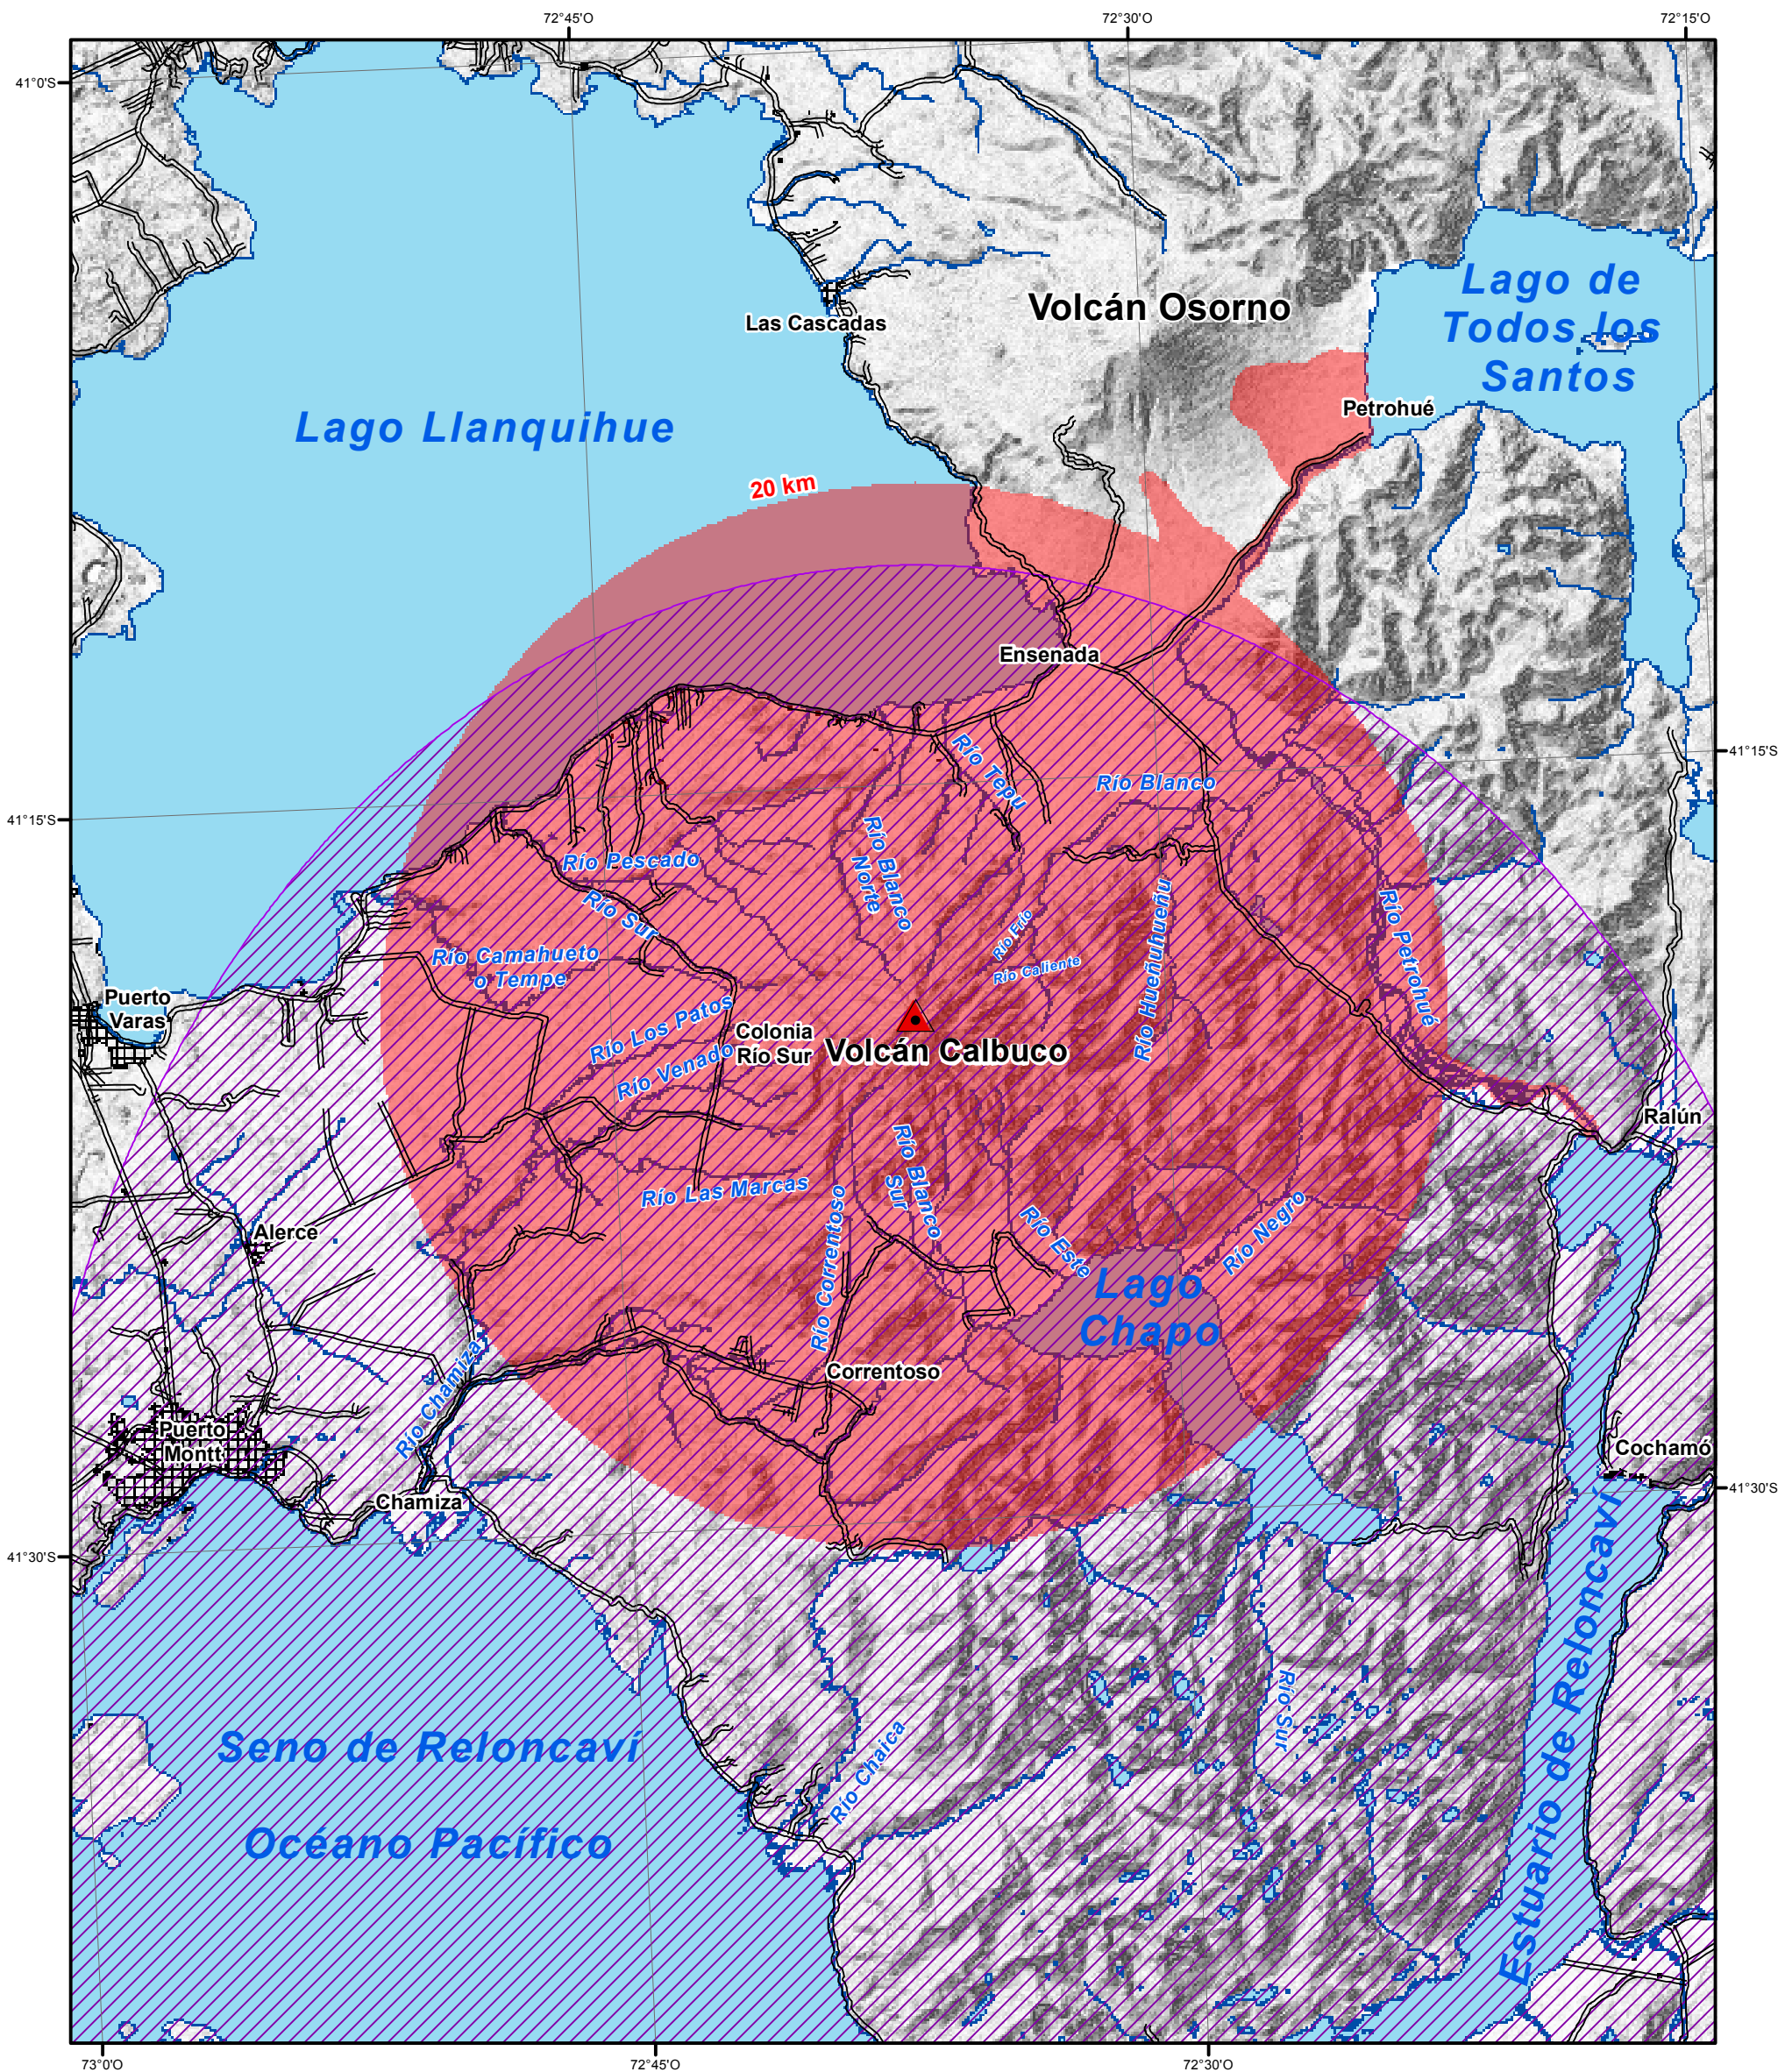 72°45'O
72°30'O
72°15'O
41°0'S
Lago de
Todos los
Santos
Volcán Osorno
Las Cascadas
Petrohué
Lago Llanquihue
20 km
Ensenada
41°15'S
41°15'S
Río Tepu
Río Blanco
Río Pescado
Río Blanco
Norte
Río Sur
Río Petrohué
Río Frío
Río Hueñuhueñu
Río Camahueto
o Tempe
Río Caliente
Puerto
Varas
Río Los Patos
Colonia
Río Sur
Volcán Calbuco
Río Venado
Ralún
Río Blanco
Sur
Río Las Marcas
Río Correntoso
Río Este
Río Negro
Alerce
Lago
Chapo
Río Chamiza
Correntoso
Puerto
Montt
Cochamó
Chamiza
41°30'S
41°30'S
Estuario de Reloncaví
Río Sur
Seno de Reloncaví
Río Chaica
Océano Pacífico
73°0'O
72°45'O
72°30'O